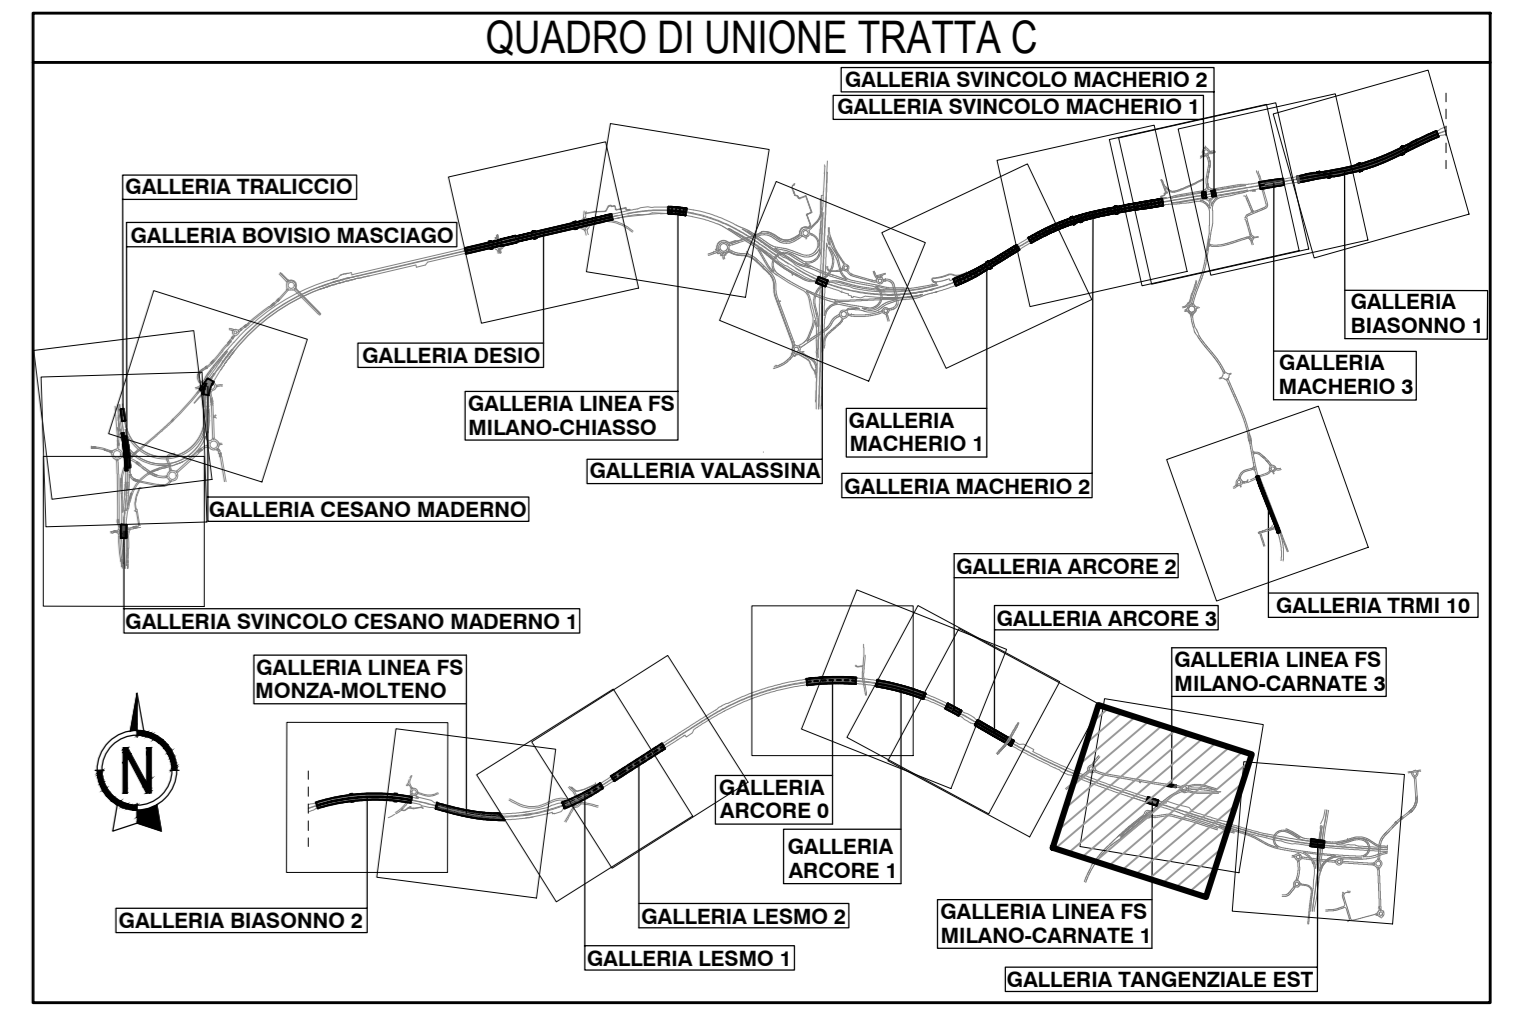 QUADRO DI UNIONE TRATTA C
GALLERIA SVINCOLO MACHERIO 2
GALLERIA SVINCOLO MACHERIO 1
GALLERIA TRALICCIO
GALLERIA BOVISIO MASCIAGO
GALLERIA
BIASONNO 1
GALLERIA DESIO
GALLERIA
MACHERIO 3
GALLERIA LINEA FS
MILANO-CHIASSO
GALLERIA
MACHERIO 1
GALLERIA VALASSINA
GALLERIA MACHERIO 2
GALLERIA CESANO MADERNO
GALLERIA ARCORE 2
GALLERIA TRMI 10
GALLERIA SVINCOLO CESANO MADERNO 1
GALLERIA ARCORE 3
GALLERIA LINEA FS
MONZA-MOLTENO
GALLERIA LINEA FS
MILANO-CARNATE 3
N
GALLERIA
ARCORE 0
GALLERIA
ARCORE 1
GALLERIA BIASONNO 2
GALLERIA LESMO 2
GALLERIA LINEA FS
MILANO-CARNATE 1
GALLERIA LESMO 1
GALLERIA TANGENZIALE EST